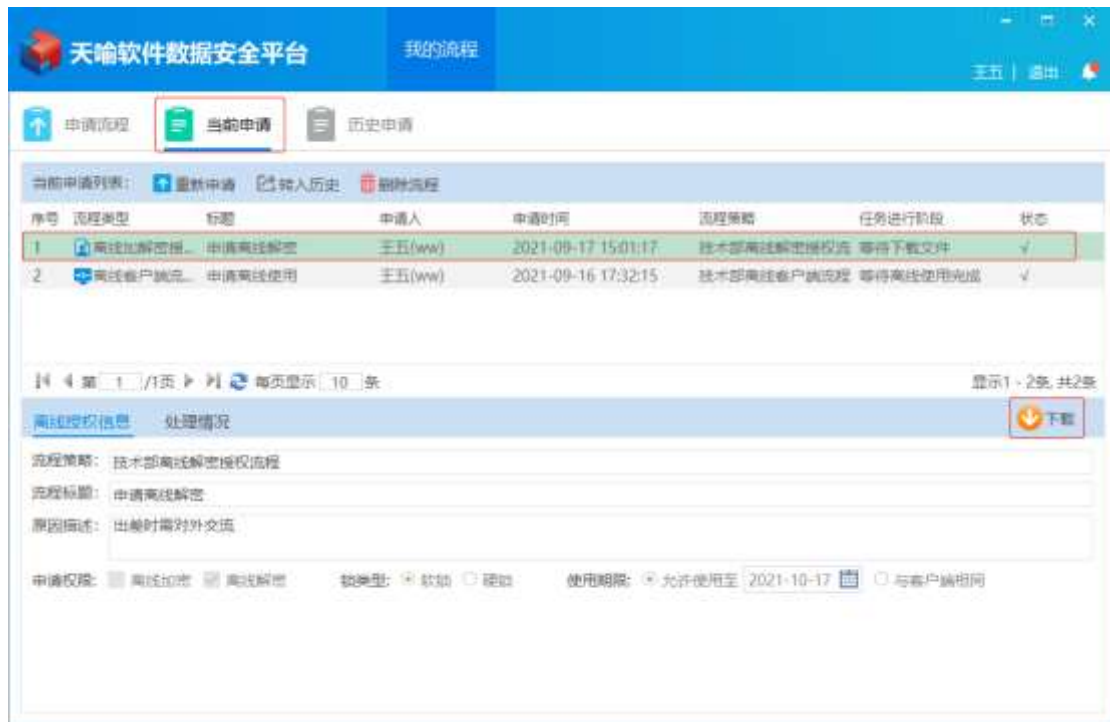 天喻软件数据安全平台
我的流程
王五 | 退出
申请流程 当前申请 历史申请
当前申请列表: 重新申请 转入历史 删除流程
序号 流程类型 标题 申请人 申请时间 流程策略 任务进行阶段 状态
1 离线加解密授... 申请离线解密 王五(ww) 2021-09-17 15:01:17 技术部离线解密授权流 等待下载文件 √
2 离线客户端流... 申请离线使用 王五(ww) 2021-09-16 17:32:15 技术部离线客户端流程 等待离线使用完成 √
第 1 /1页 每页显示 10 条 显示1 - 2条, 共2条
离线授权信息 处理情况 下载
流程策略: 技术部离线解密授权流程
流程标题: 申请离线解密
原因描述: 出差时需对外交流
申请权限: 离线加密 离线解密 锁类型: 软锁 硬锁 使用期限: 允许使用至 2021-10-17 与客户端相同